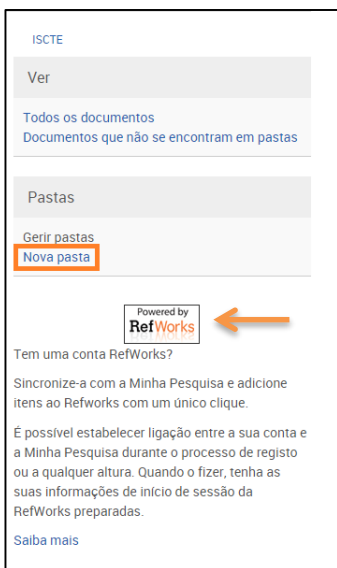 ISCTE
Ver
Todos os documentos
Documentos que não se encontram em pastas
Pastas
Gerir pastas
Nova pasta
Powered by
RefWorks
Tem uma conta RefWorks?
Sincronize-a com a Minha Pesquisa e adicione
itens ao Refworks com um único clique.
É possível estabelecer ligação entre a sua conta e
a Minha Pesquisa durante o processo de registo
ou a qualquer altura. Quando o fizer, tenha as
suas informações de início de sessão da
RefWorks preparadas.
Saiba mais